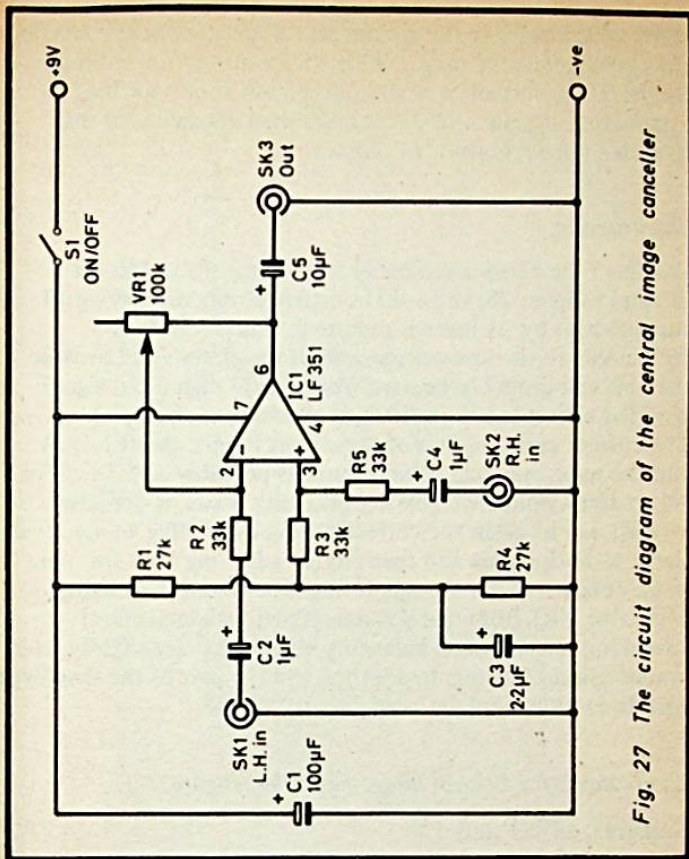 +9V
S1
ON/OFF
R1
27k
VR1
100k
SK1
L.H. in
C2
1µF
+
R2
33k
2
7
-
6
+
3
4
IC1
LF351
C5
10µF
+
SK3
Out
R3
33k
C1
100µF
+
R5
33k
C4
1µF
+
C3
2·2µF
+
R4
27k
SK2
R.H.
in
-ve
Fig. 27 The circuit diagram of the central image canceller